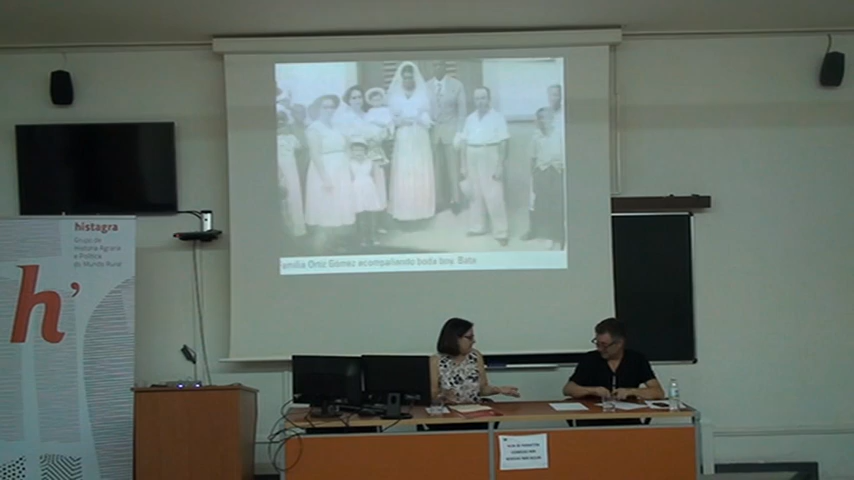 histagra
Grupo de
Historia Agraria
e Política
do Mundo Rural
h'
Familia Ortiz Gómez acompañando boda boy. Bata